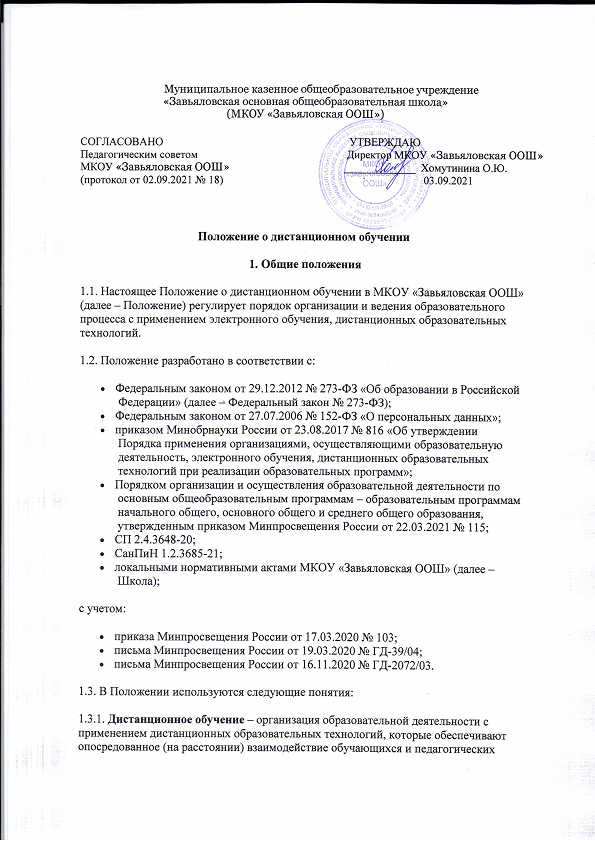 Муниципальное казенное общеобразовательное учреждение
«Завьяловская основная общеобразовательная школа»
(МКОУ «Завьяловская ООШ»)
СОГЛАСОВАНО УТВЕРЖДАЮ
Педагогическим советом Директор МКОУ «Завьяловская ООШ»
МКОУ «Завьяловская ООШ» Хомутинина О.Ю.
(протокол от 02.09.2021 № 18) 03.09.2021
Положение о дистанционном обучении
1. Общие положения
1.1. Настоящее Положение о дистанционном обучении в МКОУ «Завьяловская ООШ»
(далее – Положение) регулирует порядок организации и ведения образовательного
процесса с применением электронного обучения, дистанционных образовательных
технологий.
1.2. Положение разработано в соответствии с:
• Федеральным законом от 29.12.2012 № 273-ФЗ «Об образовании в Российской
Федерации» (далее – Федеральный закон № 273-ФЗ);
• Федеральным законом от 27.07.2006 № 152-ФЗ «О персональных данных»;
• приказом Минобрнауки России от 23.08.2017 № 816 «Об утверждении
Порядка применения организациями, осуществляющими образовательную
деятельность, электронного обучения, дистанционных образовательных
технологий при реализации образовательных программ»;
• Порядком организации и осуществления образовательной деятельности по
основным общеобразовательным программам – образовательным программам
начального общего, основного общего и среднего общего образования,
утвержденным приказом Минпросвещения России от 22.03.2021 № 115;
• СП 2.4.3648-20;
• СанПиН 1.2.3685-21;
• локальными нормативными актами МКОУ «Завьяловская ООШ» (далее –
Школа);
с учетом:
• приказа Минпросвещения России от 17.03.2020 № 103;
• письма Минпросвещения России от 19.03.2020 № ГД-39/04;
• письма Минпросвещения России от 16.11.2020 № ГД-2072/03.
1.3. В Положении используются следующие понятия:
1.3.1. Дистанционное обучение – организация образовательной деятельности с
применением дистанционных образовательных технологий, которые обеспечивают
опосредованное (на расстоянии) взаимодействие обучающихся и педагогических